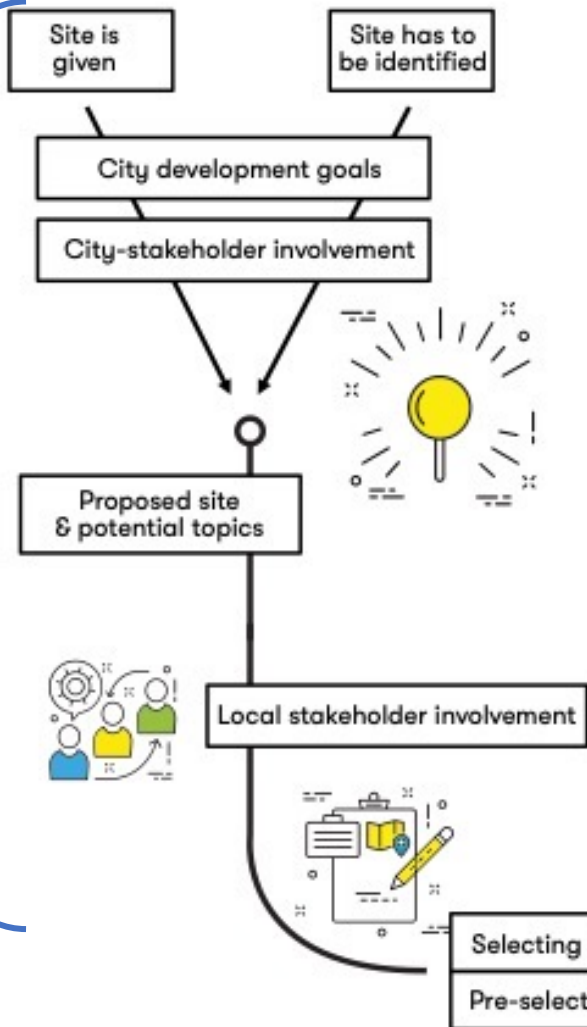 Site is
given
Site has to
be identified
City development goals
City-stakeholder involvement
Proposed site
& potential topics
Local stakeholder involvement
Selecting
Pre-select